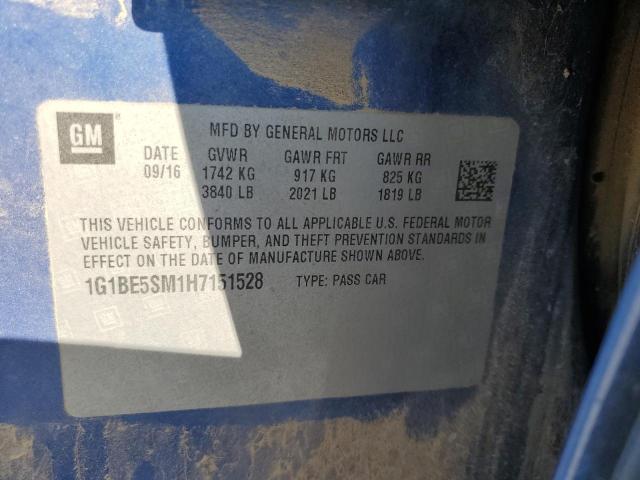 GM
MFD BY GENERAL MOTORS LLC
DATE GVWR GAWR FRT GAWR RR
09/16 1742 KG 917 KG 825 KG
3840 LB 2021 LB 1819 LB
THIS VEHICLE CONFORMS TO ALL APPLICABLE U.S. FEDERAL MOTOR
VEHICLE SAFETY, BUMPER, AND THEFT PREVENTION STANDARDS IN
EFFECT ON THE DATE OF MANUFACTURE SHOWN ABOVE.
1G1BE5SM1H7151528 TYPE: PASS CAR